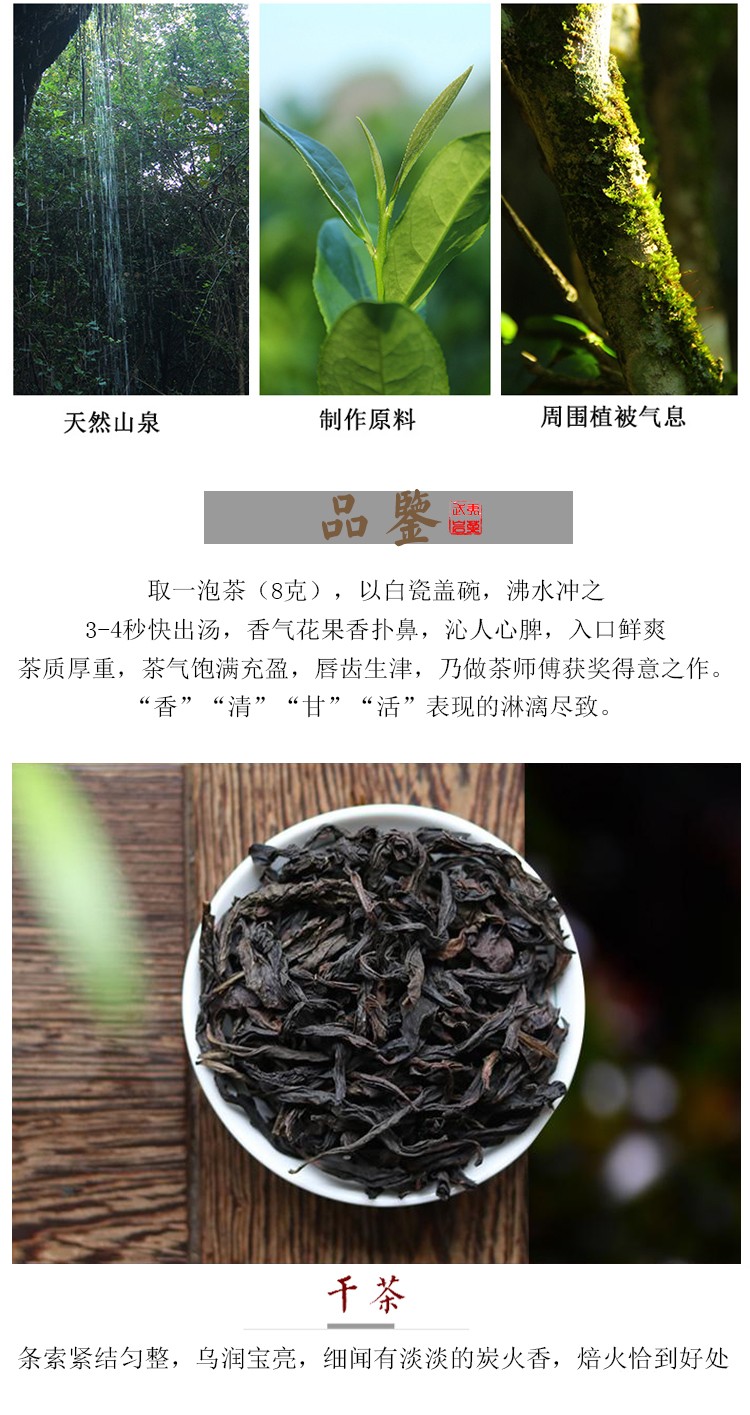 天然山泉
制作原料
周围植被气息
品鑒
武夷岩茶
取一泡茶（8克），以白瓷盖碗，沸水冲之
3-4秒快出汤，香气花果香扑鼻，沁人心脾，入口鲜爽
茶质厚重，茶气饱满充盈，唇齿生津，乃做茶师傅获奖得意之作。
“香”“清”“甘”“活”表现的淋漓尽致。
干茶
条索紧结匀整，乌润宝亮，细闻有淡淡的炭火香，焙火恰到好处